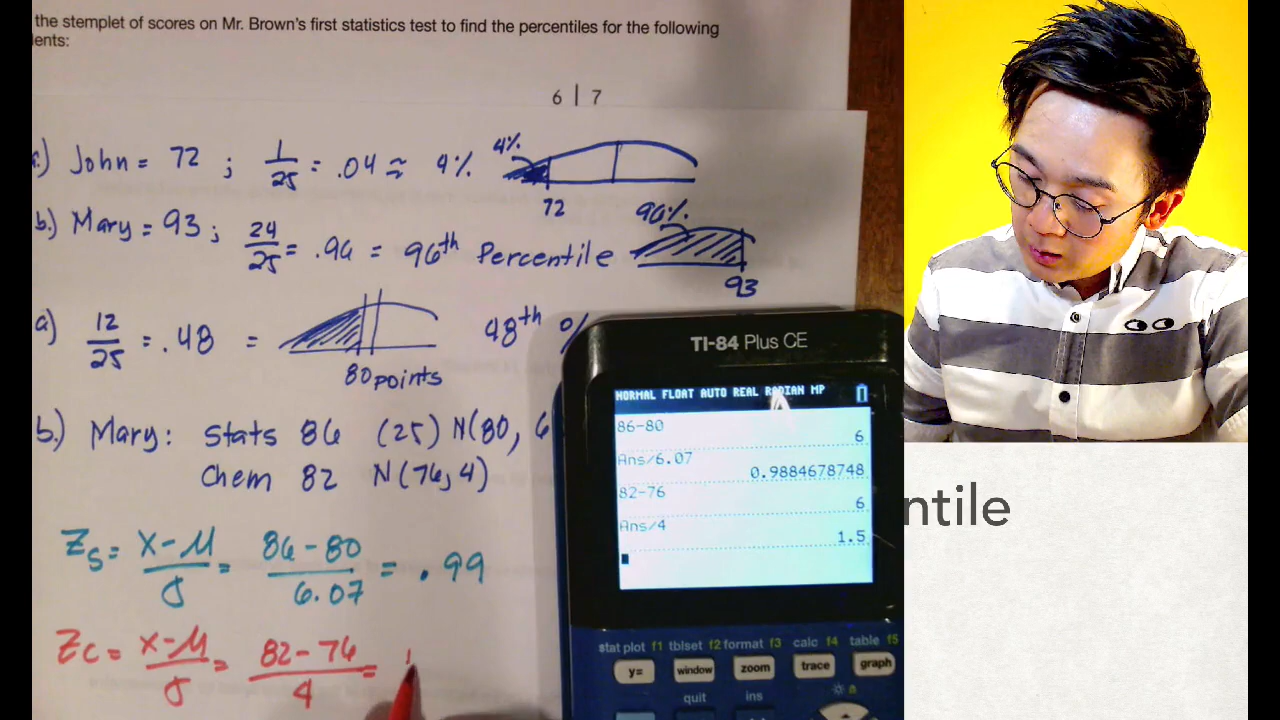 the stemplet of scores on Mr. Brown's first statistics test to find the percentiles for the following
ents:
6 | 7
a.) John = 72 ; 1/25 = .04 ≈ 4%
4%
72
b.) Mary = 93 ; 24/25 = .96 = 96th Percentile
96%
93
a) 12/25 = .48 = 48th %
80 points
b.) Mary: Stats 86 (25) N(80, 6
Chem 82 N(76, 4)
Zs = x-μ/σ = 86-80/6.07 = .99
Zc = x-μ/σ = 82-76/4 = 1
TI-84 Plus CE
NORMAL FLOAT AUTO REAL RADIAN MP
86-80
6
Ans/6.07
0.9884678748
82-76
6
Ans/4
1.5
stat plot f1 tblset f2 format f3 calc f4 table f5
y= window zoom trace graph
quit ins
ntile